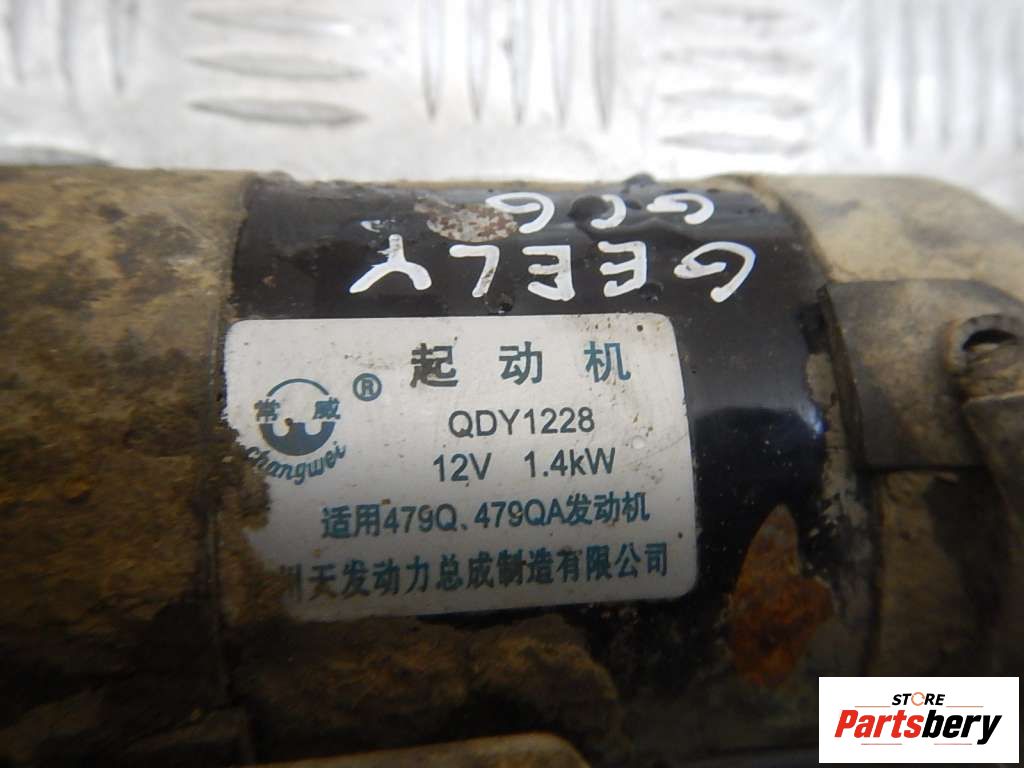 GC6
GEELY
起动机
常威
®
changwei
QDY1228
12V 1.4kW
适用479Q、479QA发动机
州天发动力总成制造有限公司
STORE
Partsbery